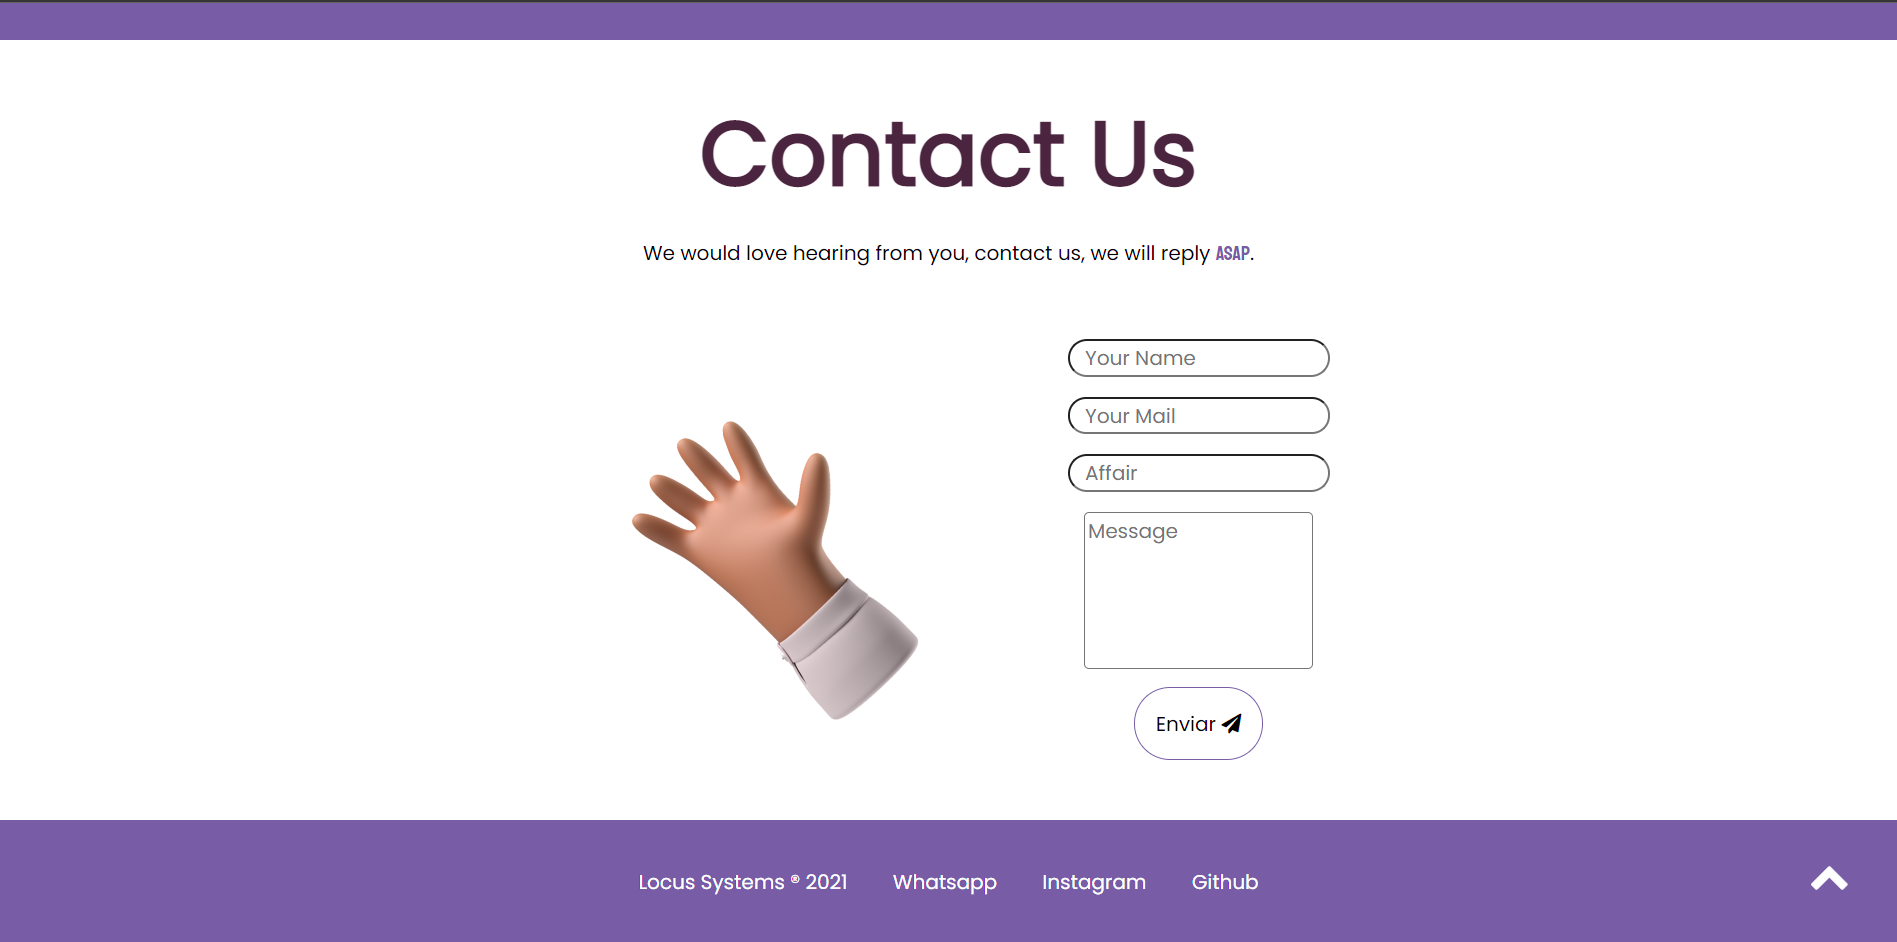 Contact Us
We would love hearing from you, contact us, we will reply ASAP.
Your Name
Your Mail
Affair
Message
Enviar
Locus Systems ® 2021 Whatsapp Instagram Github